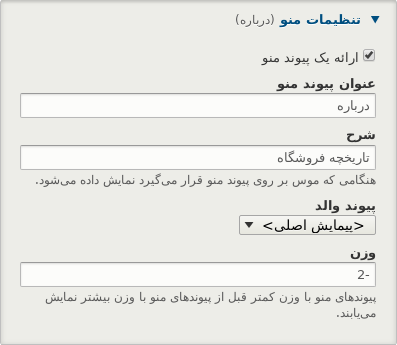 تنظیمات منو (درباره)
ارائه یک پیوند منو
عنوان پیوند منو
درباره
شرح
تاریخچه فروشگاه
هنگامی که موس بر روی پیوند منو قرار می‌گیرد نمایش داده می‌شود.
پیوند والد
<پیمایش اصلی>
وزن
-2
پیوندهای منو با وزن کمتر قبل از پیوندهای منو با وزن بیشتر نمایش
می‌یابند.